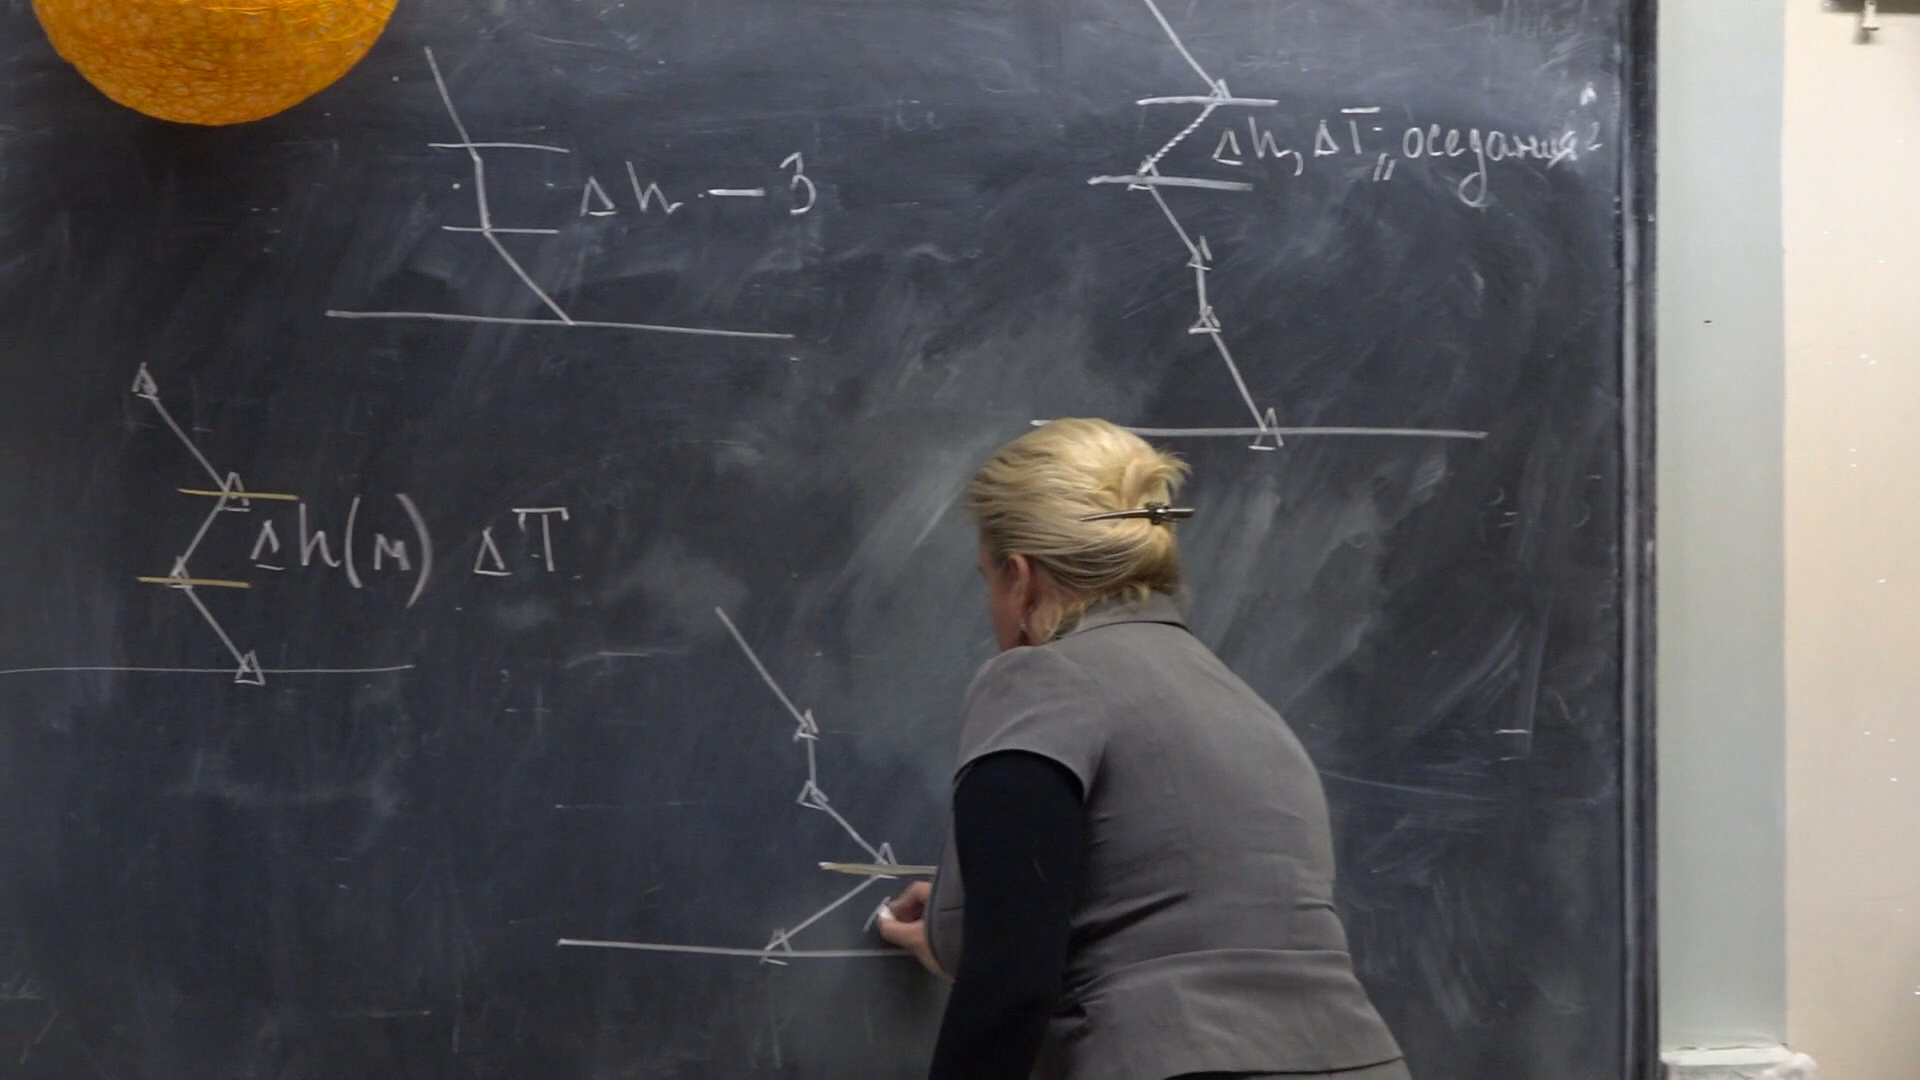 Δh - 3
Δh, ΔT, „оседания"
Δh(м) ΔT